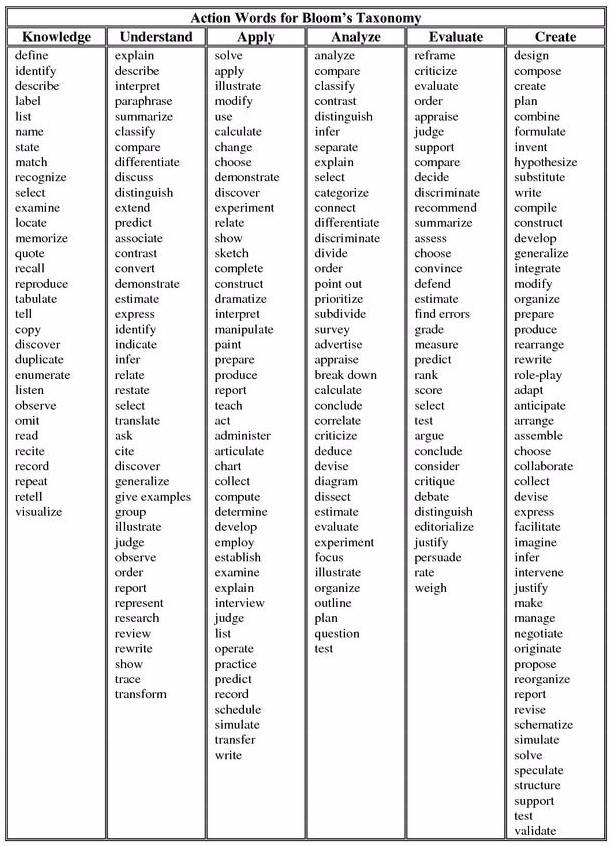 Action Words for Bloom's Taxonomy
Knowledge
define
identify
describe
label
list
name
state
match
recognize
select
examine
locate
memorize
quote
recall
reproduce
tabulate
tell
copy
discover
duplicate
enumerate
listen
observe
omit
read
recite
record
repeat
retell
visualize
Understand
explain
describe
interpret
paraphrase
summarize
classify
compare
differentiate
discuss
distinguish
extend
predict
associate
contrast
convert
demonstrate
estimate
express
identify
indicate
infer
relate
restate
select
translate
ask
cite
discover
generalize
give examples
group
illustrate
judge
observe
order
report
represent
research
review
rewrite
show
trace
transform
Apply
solve
apply
illustrate
modify
use
calculate
change
choose
demonstrate
discover
experiment
relate
show
sketch
complete
construct
dramatize
interpret
manipulate
paint
prepare
produce
report
teach
act
administer
articulate
chart
collect
compute
determine
develop
employ
establish
examine
explain
interview
judge
list
operate
practice
predict
record
schedule
simulate
transfer
write
Analyze
analyze
compare
classify
contrast
distinguish
infer
separate
explain
select
categorize
connect
differentiate
discriminate
divide
order
point out
prioritize
subdivide
survey
advertise
appraise
break down
calculate
conclude
correlate
criticize
deduce
devise
diagram
dissect
estimate
evaluate
experiment
focus
illustrate
organize
outline
plan
question
test
Evaluate
reframe
criticize
evaluate
order
appraise
judge
support
compare
decide
discriminate
recommend
summarize
assess
choose
convince
defend
estimate
find errors
grade
measure
predict
rank
score
select
test
argue
conclude
consider
critique
debate
distinguish
editorialize
justify
persuade
rate
weigh
Create
design
compose
create
plan
combine
formulate
invent
hypothesize
substitute
write
compile
construct
develop
generalize
integrate
modify
organize
prepare
produce
rearrange
rewrite
role-play
adapt
anticipate
arrange
assemble
choose
collaborate
collect
devise
express
facilitate
imagine
infer
intervene
justify
make
manage
negotiate
originate
propose
reorganize
report
revise
schematize
simulate
solve
speculate
structure
support
test
validate